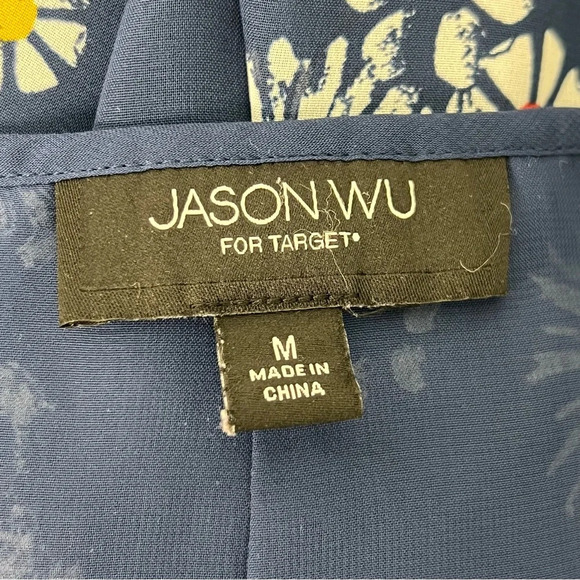 JASON WU
FOR TARGET
M
MADE IN
CHINA